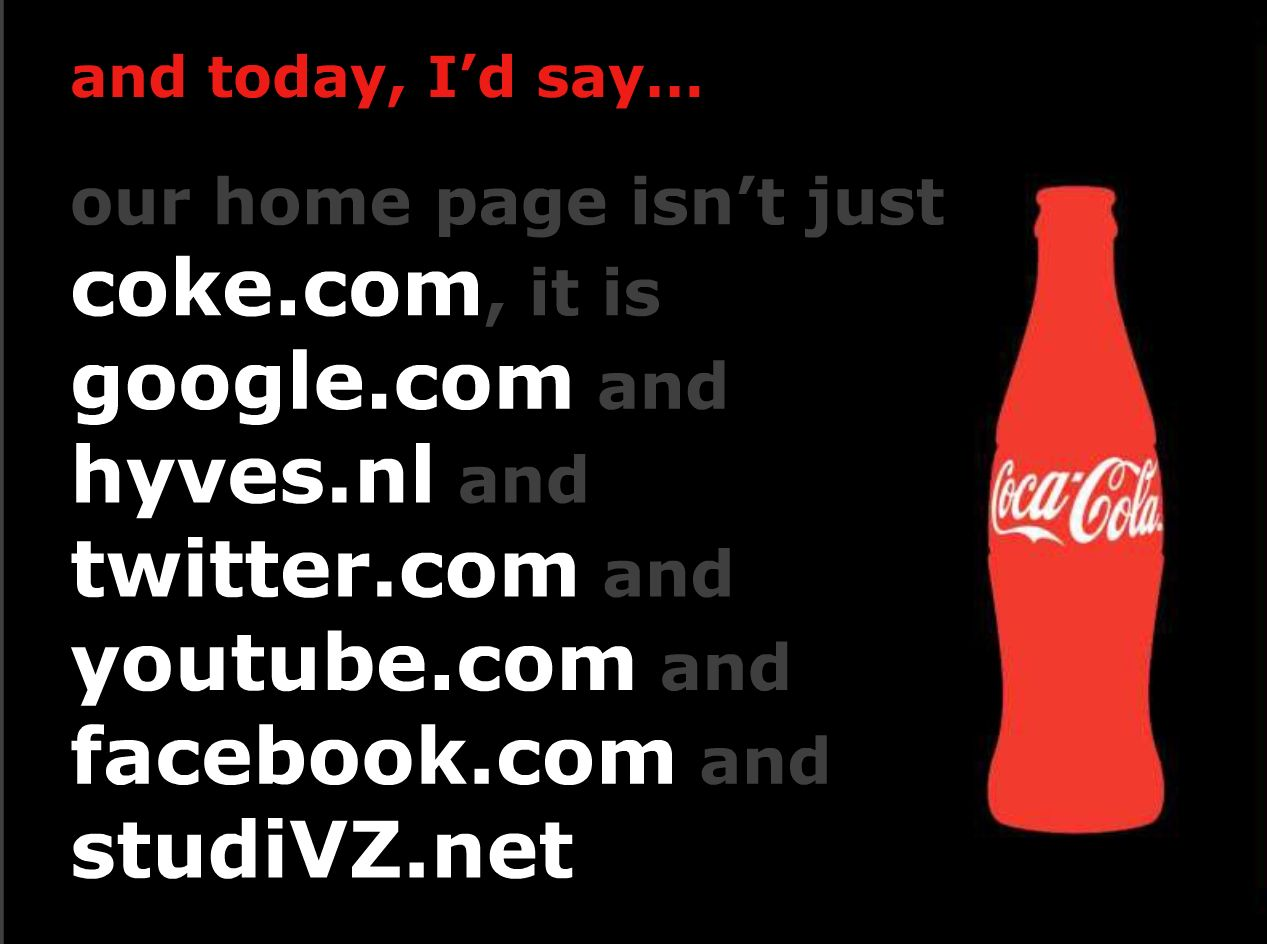 and today, I’d say…
our home page isn’t just
coke.com, it is
google.com and
hyves.nl and
twitter.com and
youtube.com and
facebook.com and
studiVZ.net
Coca-Cola